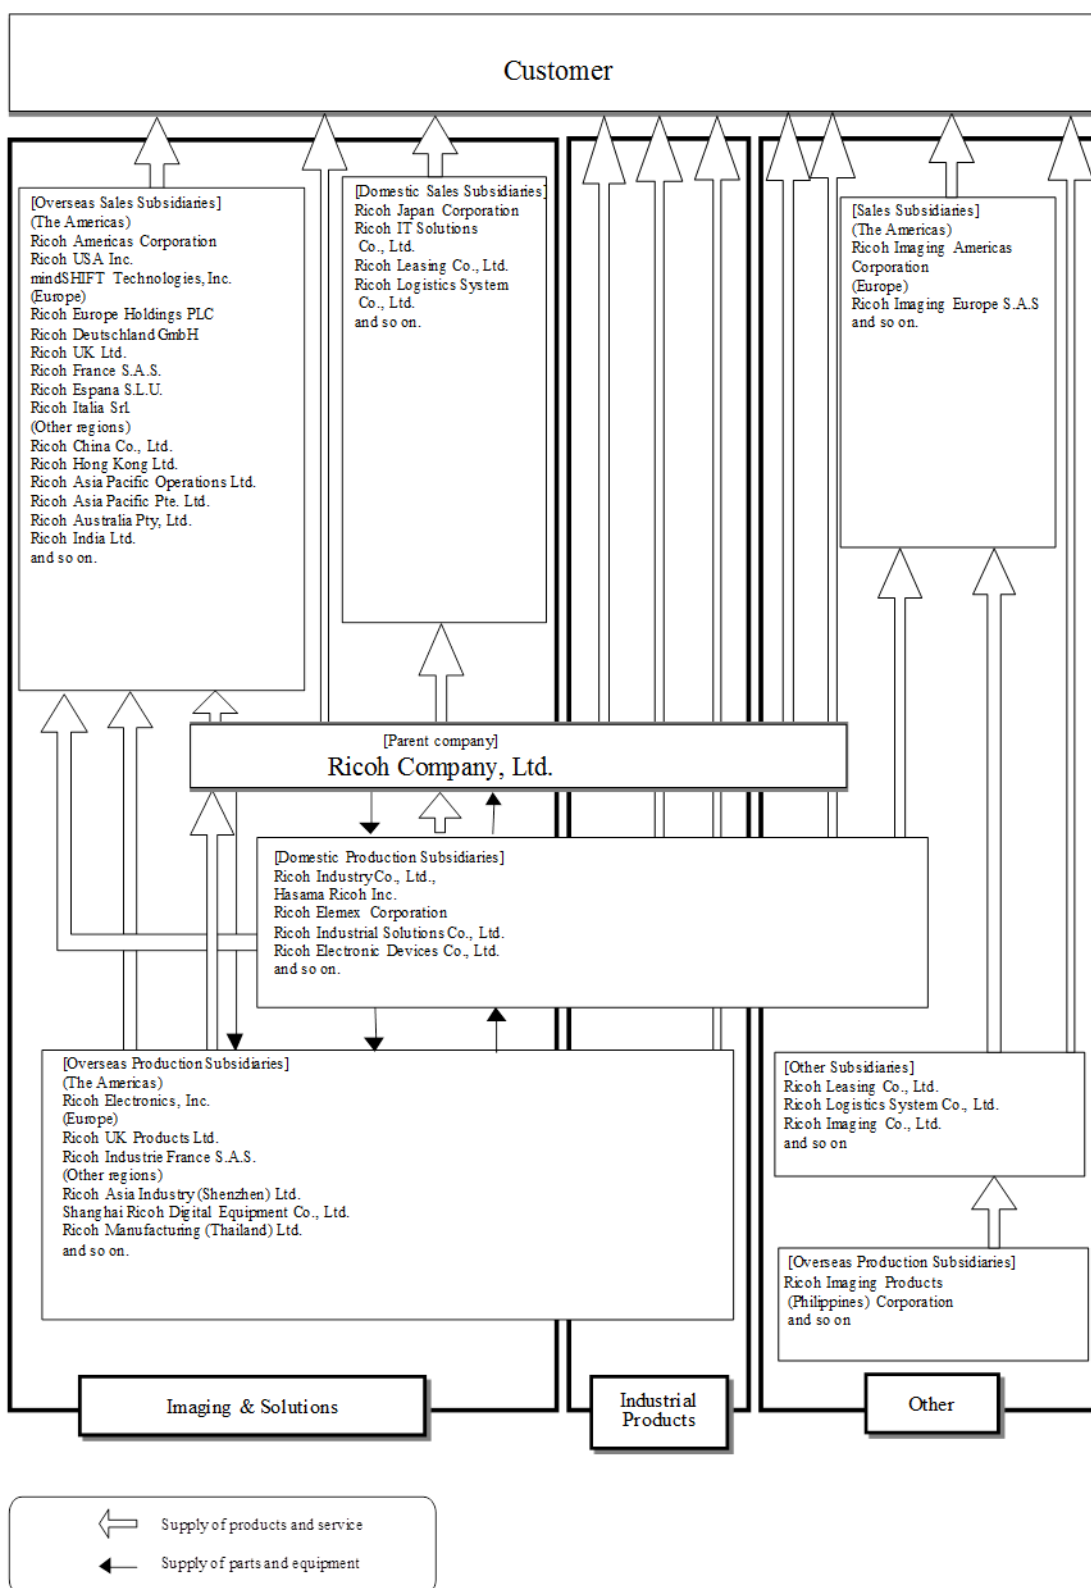 Customer
[Overseas Sales Subsidiaries]
(The Americas)
Ricoh Americas Corporation
Ricoh USA Inc.
mindSHIFT Technologies, Inc.
(Europe)
Ricoh Europe Holdings PLC
Ricoh Deutschland GmbH
Ricoh UK Ltd.
Ricoh France S.A.S.
Ricoh Espana S.L.U.
Ricoh Italia Srl
(Other regions)
Ricoh China Co., Ltd.
Ricoh Hong Kong Ltd.
Ricoh Asia Pacific Operations Ltd.
Ricoh Asia Pacific Pte. Ltd.
Ricoh Australia Pty, Ltd.
Ricoh India Ltd.
and so on.
[Domestic Sales Subsidiaries]
Ricoh Japan Corporation
Ricoh IT Solutions
Co., Ltd.
Ricoh Leasing Co., Ltd.
Ricoh Logistics System
Co., Ltd.
and so on.
[Sales Subsidiaries]
(The Americas)
Ricoh Imaging Americas
Corporation
(Europe)
Ricoh Imaging Europe S.A.S
and so on.
[Parent company]
Ricoh Company, Ltd.
[Domestic Production Subsidiaries]
Ricoh Industry Co., Ltd.,
Hasama Ricoh Inc.
Ricoh Elemex Corporation
Ricoh Industrial Solutions Co., Ltd.
Ricoh Electronic Devices Co., Ltd.
and so on.
[Overseas Production Subsidiaries]
(The Americas)
Ricoh Electronics, Inc.
(Europe)
Ricoh UK Products Ltd.
Ricoh Industrie France S.A.S.
(Other regions)
Ricoh Asia Industry (Shenzhen) Ltd.
Shanghai Ricoh Digital Equipment Co., Ltd.
Ricoh Manufacturing (Thailand) Ltd.
and so on.
[Other Subsidiaries]
Ricoh Leasing Co., Ltd.
Ricoh Logistics System Co., Ltd.
Ricoh Imaging Co., Ltd.
and so on
[Overseas Production Subsidiaries]
Ricoh Imaging Products
(Philippines) Corporation
and so on
Imaging & Solutions
Industrial
Products
Other
Supply of products and service
Supply of parts and equipment